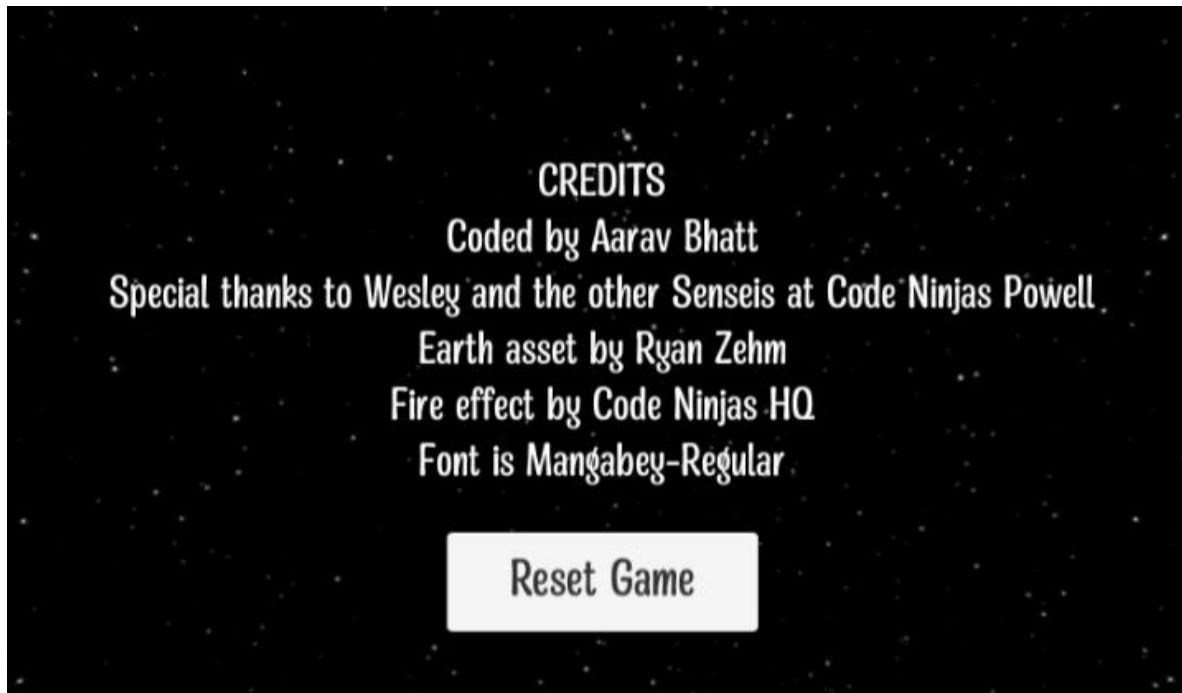 CREDITS
Coded by Aarav Bhatt
Special thanks to Wesley and the other Senseis at Code Ninjas Powell
Earth asset by Ryan Zehm
Fire effect by Code Ninjas HQ
Font is Mangabey-Regular
Reset Game